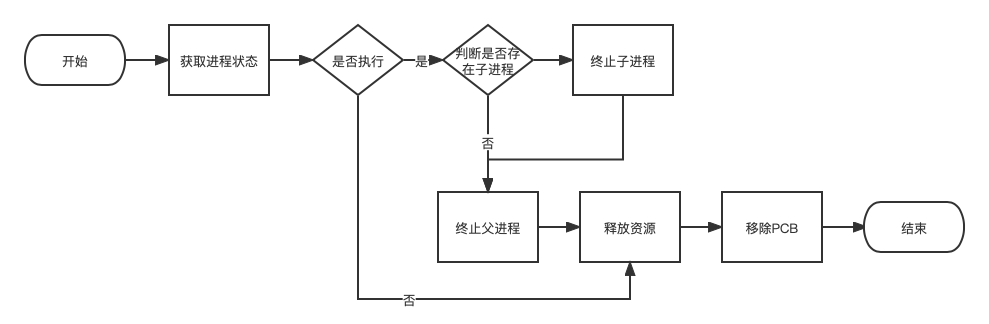 开始
获取进程状态
是否执行
是
判断是否存
在子进程
终止子进程
否
终止父进程
释放资源
移除PCB
结束
否